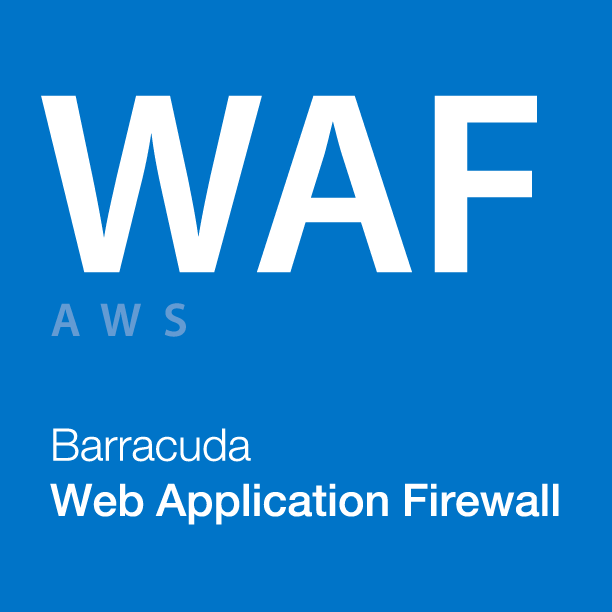 WAF
AWS
Barracuda
Web Application Firewall